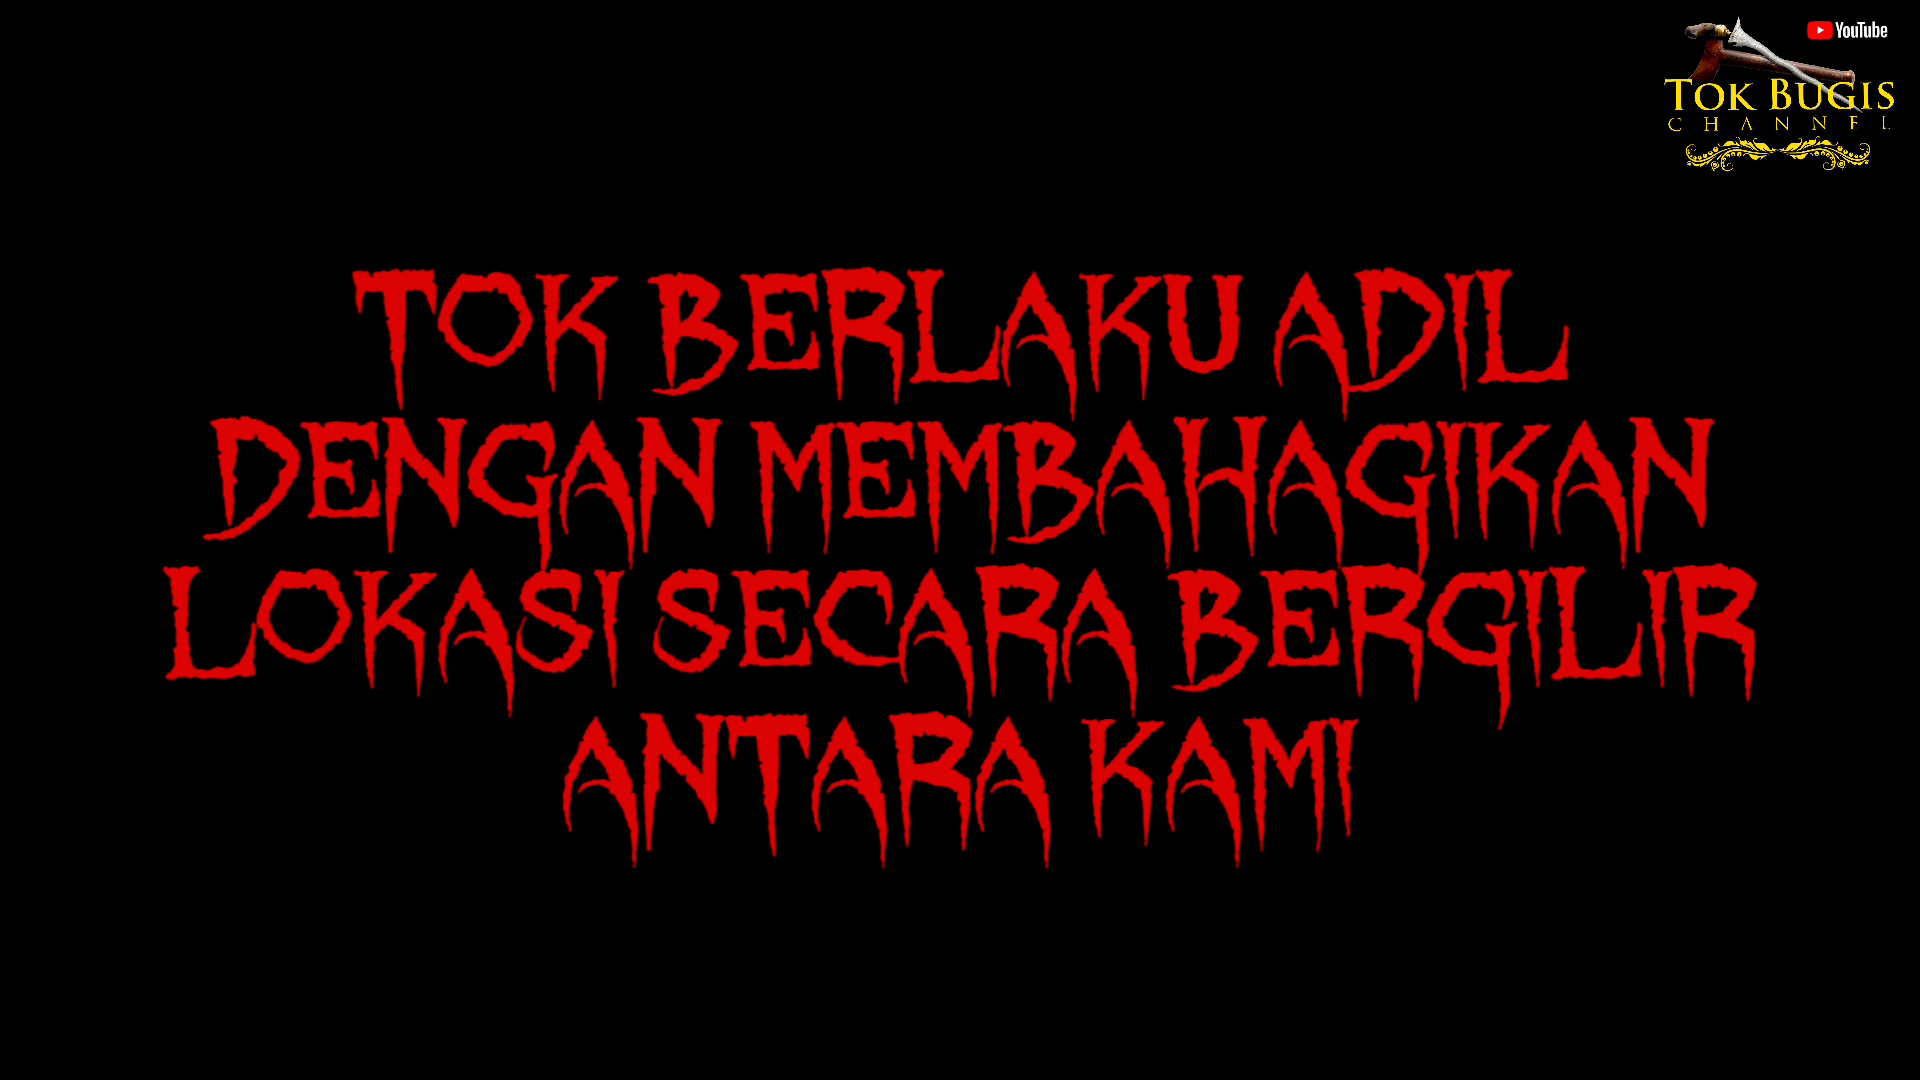 YouTube
TOK BUGIS
CHANNEL
TOK BERLAKU ADIL
DENGAN MEMBAHAGIKAN
LOKASI SECARA BERGILIR
ANTARA KAMI